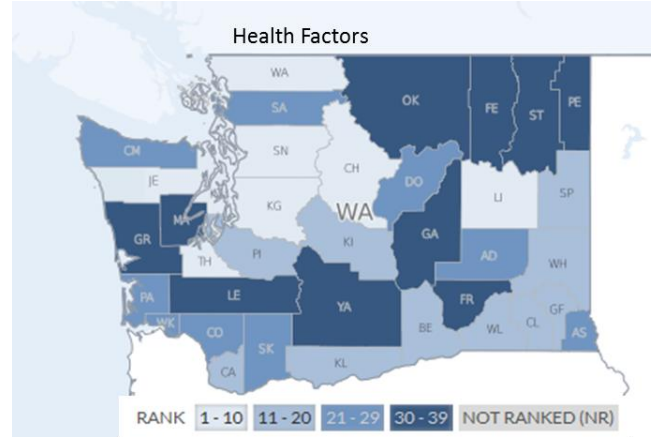 Health Factors
WA
OK
FE
ST
PE
SA
CM
SN
CH
JE
DO
LI
SP
KG
WA
MA
GR
KI
GA
PI
TH
AD
WH
PA
LE
YA
FR
GF
WK
CO
SK
BE
WL
CL
AS
CA
KL
RANK 1 - 10 11 - 20 21 - 29 30 - 39 NOT RANKED (NR)